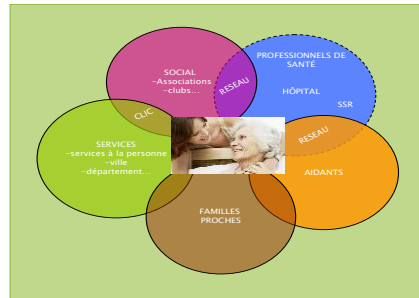 PROFESSIONNELS DE
SANTÉ
HÔPITAL
SSR
SOCIAL
-Associations
-clubs...
RESEAU
CLIC
SERVICES
-services à la personne
-ville
-département...
RESEAU
AIDANTS
FAMILLES
PROCHES